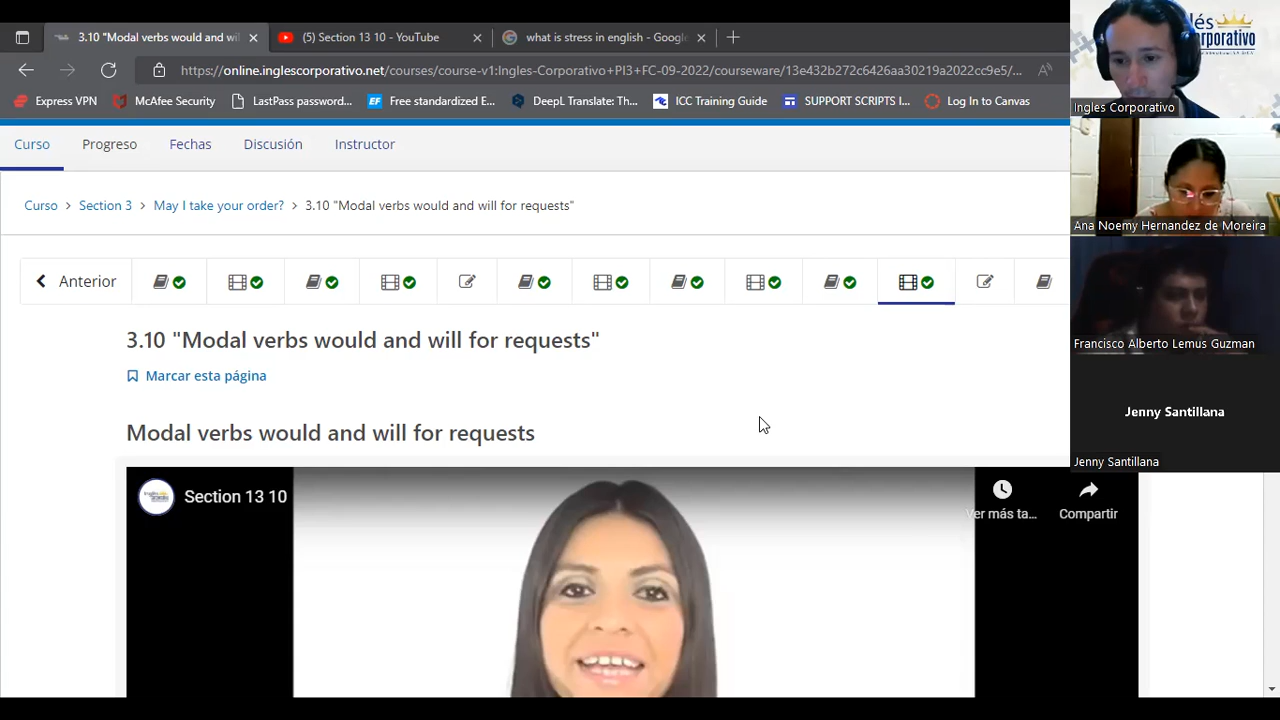 3.10 "Modal verbs would and wil
(5) Section 13 10 - YouTube
what is stress in english - Google
https://online.inglescorporativo.net/courses/course-v1:Ingles-Corporativo+PI3+FC-09-2022/courseware/13e432b272c6426aa30219a2022cc9e5/...
Express VPN
McAfee Security
LastPass password...
Free standardized E...
DeepL Translate: Th...
ICC Training Guide
SUPPORT SCRIPTS I...
Log In to Canvas
Curso
Progreso
Fechas
Discusión
Instructor
Curso > Section 3 > May I take your order? > 3.10 "Modal verbs would and will for requests"
Anterior
3.10 "Modal verbs would and will for requests"
Marcar esta página
Modal verbs would and will for requests
Section 13 10
Ver más ta...
Compartir
glés
Corporativo
Ingles Corporativo
Ana Noemy Hernandez de Moreira
Francisco Alberto Lemus Guzman
Jenny Santillana
Jenny Santillana